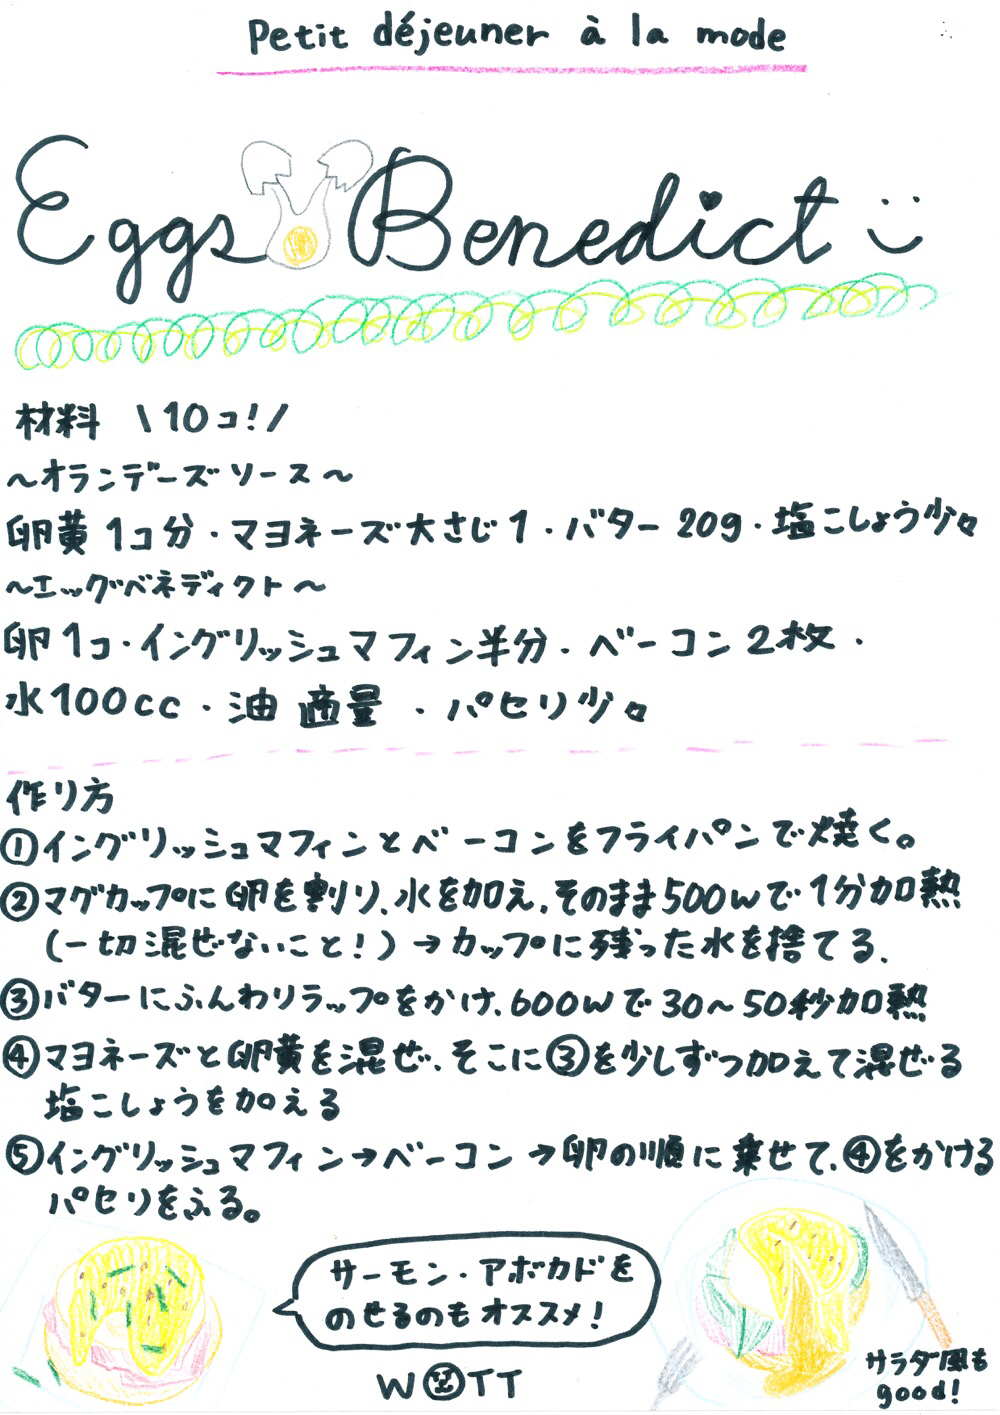 Petit déjeuner à la mode
Eggs Benedict
材料 \10コ!/
～オランデーズソース～
卵黄1コ分・マヨネーズ大さじ1・バター 20g・塩こしょう少々
～エッグベネディクト～
卵1コ・イングリッシュマフィン半分・ベーコン2枚・
水100cc・油 適量・パセリ少々
作り方
①イングリッシュマフィンとベーコンをフライパンで焼く。
②マグカップに卵を割り、水を加え、そのまま500wで1分加熱
(一切混ぜないこと!)→カップに残った水を捨てる、
③バターにふんわりラップをかけ、600Wで30～50秒加熱
④マヨネーズと卵黄を混ぜ、そこに③を少しずつ加えて混ぜる
塩こしょうを加える
⑤イングリッシュマフィン→ベーコン→卵の順に乗せて、④をかける
パセリをふる。
サーモン・アボカドを
のせるのもオススメ!
サラダ風も
good!